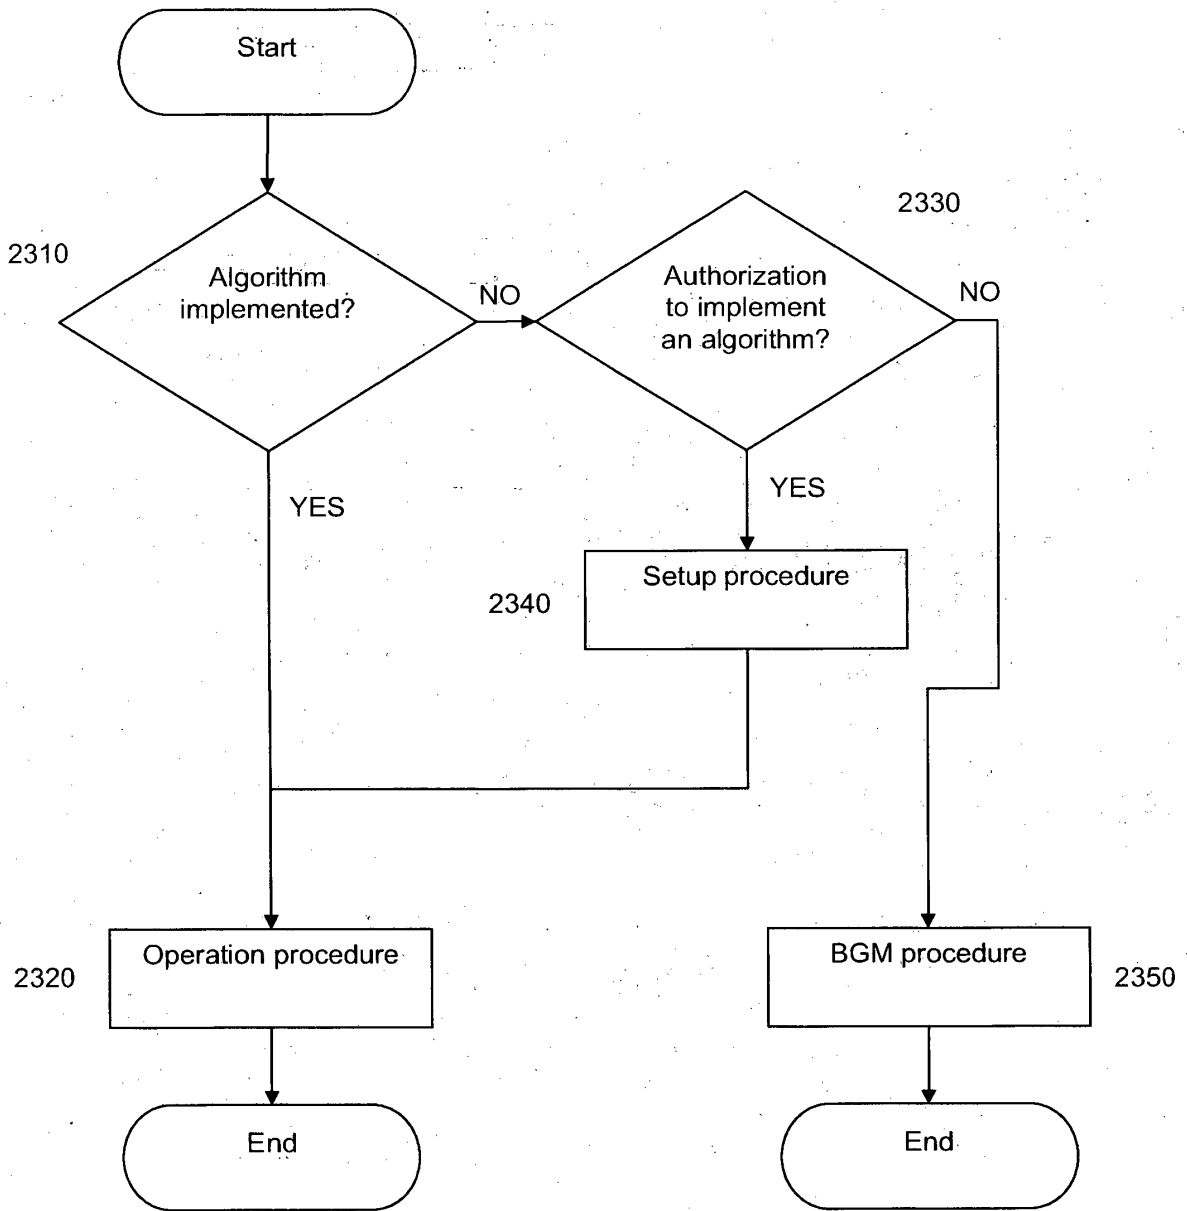 Start
2330
2310
Algorithm
implemented?
NO
Authorization
to implement
an algorithm?
NO
YES
YES
Setup procedure
2340
Operation procedure
2320
BGM procedure
2350
End
End